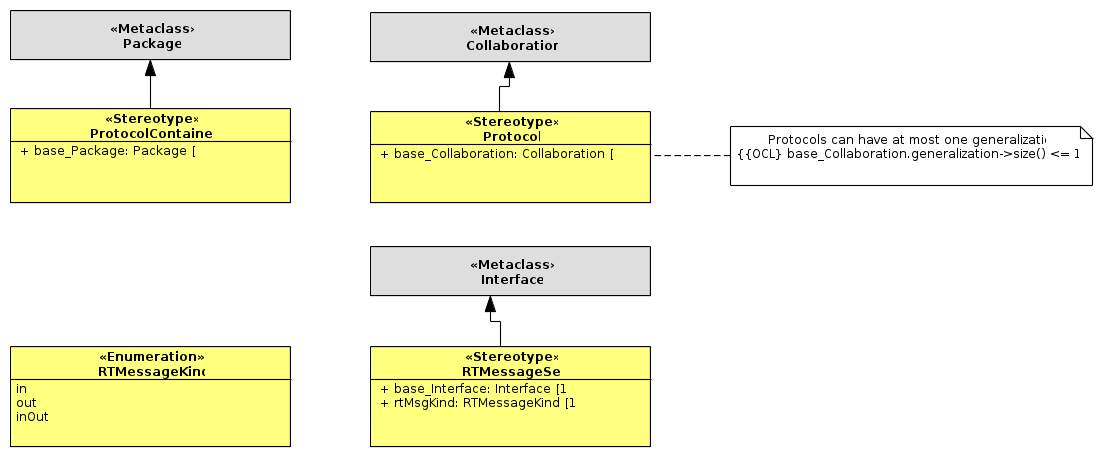 «Metaclass›
Package
«Stereotype›
ProtocolContaine
+ base_Package: Package [
«Metaclass›
Collaboration
«Stereotype›
Protocol
+ base_Collaboration: Collaboration [
Protocols can have at most one generalizati
{{OCL} base_Collaboration.generalization->size() <= 1
«Metaclass›
Interface
«Enumeration»
RTMessageKind
in
out
inOut
«Stereotype›
RTMessageSe
+ base_Interface: Interface [1
+ rtMsgKind: RTMessageKind [1